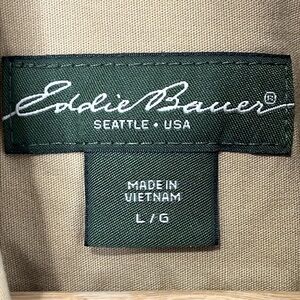 Eddie Bauer®
SEATTLE • USA
MADE IN
VIETNAM
L / G